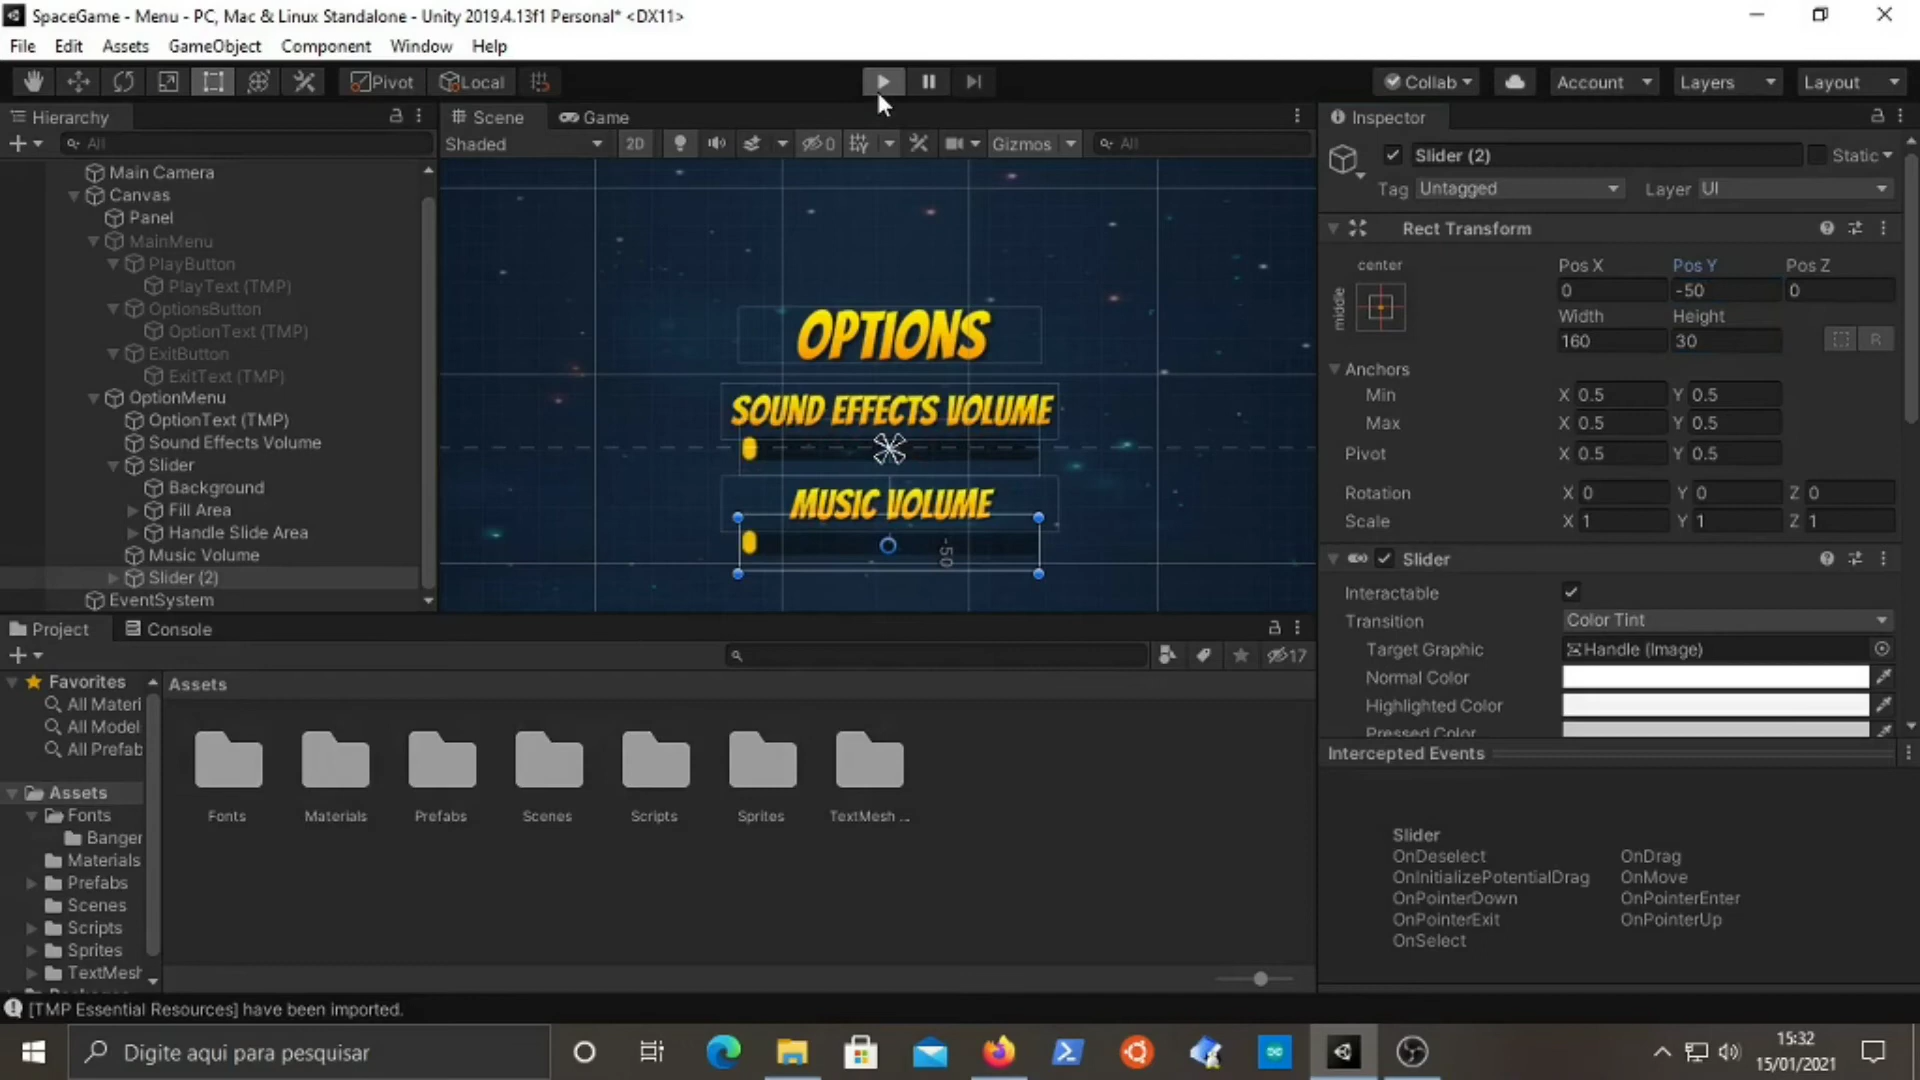 SpaceGame - Menu - PC, Mac & Linux Standalone - Unity 2019.4.13f1 Personal* <DX11>
File Edit Assets GameObject Component Window Help
Pivot Local Collab Account Layers Layout
Hierarchy
All
Main Camera
Canvas
Panel
MainMenu
PlayButton
PlayText (TMP)
OptionsButton
OptionText (TMP)
ExitButton
ExitText (TMP)
OptionMenu
OptionText (TMP)
Sound Effects Volume
Slider
Background
Fill Area
Handle Slide Area
Music Volume
Slider (2)
EventSystem
Scene Game
Shaded 2D 0 Gizmos All
OPTIONS
SOUND EFFECTS VOLUME
MUSIC VOLUME
-50
Inspector
Slider (2) Static
Tag Untagged Layer UI
Rect Transform
center
middle
Pos X Pos Y Pos Z
0 -50 0
Width Height
160 30
R
Anchors
Min X 0.5 Y 0.5
Max X 0.5 Y 0.5
Pivot X 0.5 Y 0.5
Rotation X 0 Y 0 Z 0
Scale X 1 Y 1 Z 1
Slider
Interactable
Transition Color Tint
Target Graphic Handle (Image)
Normal Color
Highlighted Color
Pressed Color
Intercepted Events
Slider
OnDeselect OnDrag
OnInitializePotentialDrag OnMove
OnPointerDown OnPointerEnter
OnPointerExit OnPointerUp
OnSelect
Project Console
17
Favorites
All Materi
All Model
All Prefab
Assets
Fonts
Banger
Materials
Prefabs
Scenes
Scripts
Sprites
TextMesh
Assets
Fonts Materials Prefabs Scenes Scripts Sprites TextMesh ...
[TMP Essential Resources] have been imported.
Digite aqui para pesquisar
15:32
15/01/2021